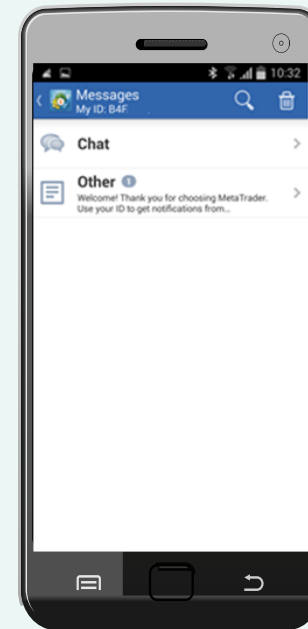 10:32
Messages
My ID: B4F
Chat
Other 1
Welcome! Thank you for choosing MetaTrader.
Use your ID to get notifications from...